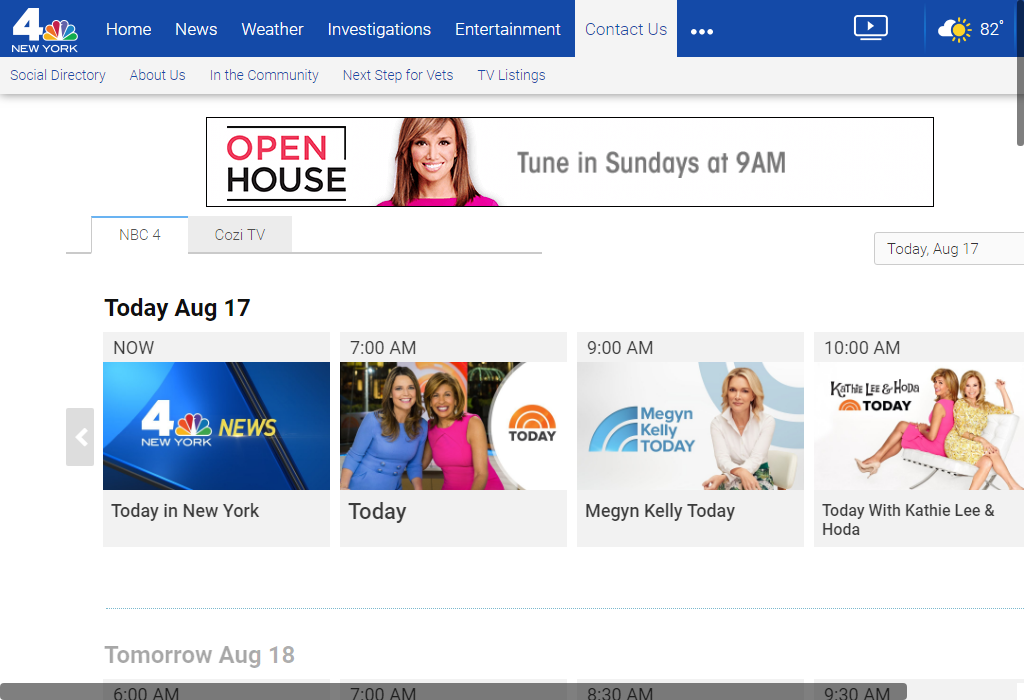 4
NEW YORK
Home
News
Weather
Investigations
Entertainment
Contact Us
82°
Social Directory
About Us
In the Community
Next Step for Vets
TV Listings
OPEN
HOUSE
Tune in Sundays at 9AM
NBC 4
Cozi TV
Today, Aug 17
Today Aug 17
NOW
4 NEWS
NEW YORK
Today in New York
7:00 AM
TODAY
Today
9:00 AM
Megyn
Kelly
TODAY
Megyn Kelly Today
10:00 AM
KATHIE LEE & HODA
TODAY
Today With Kathie Lee &
Hoda
Tomorrow Aug 18
6:00 AM
7:00 AM
8:30 AM
9:30 AM